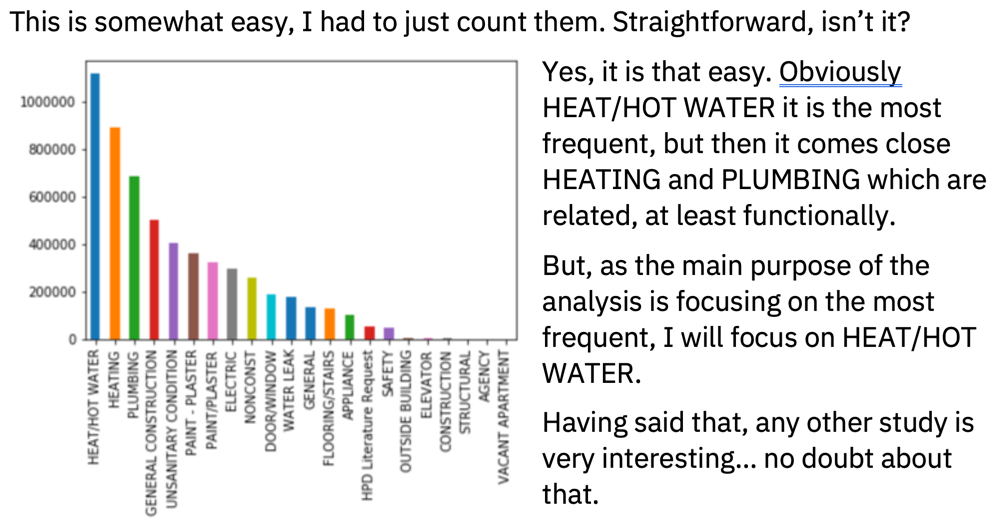 This is somewhat easy, I had to just count them. Straightforward, isn’t it?
1000000
800000
600000
400000
200000
0
HEAT/HOT WATER
HEATING
PLUMBING
GENERAL CONSTRUCTION
UNSANITARY CONDITION
PAINT - PLASTER
PAINT/PLASTER
ELECTRIC
NONCONST
DOOR/WINDOW
WATER LEAK
GENERAL
FLOORING/STAIRS
APPLIANCE
HPD Literature Request
SAFETY
OUTSIDE BUILDING
ELEVATOR
CONSTRUCTION
STRUCTURAL
AGENCY
VACANT APARTMENT
Yes, it is that easy. Obviously
HEAT/HOT WATER it is the most
frequent, but then it comes close
HEATING and PLUMBING which are
related, at least functionally.
But, as the main purpose of the
analysis is focusing on the most
frequent, I will focus on HEAT/HOT
WATER.
Having said that, any other study is
very interesting... no doubt about
that.